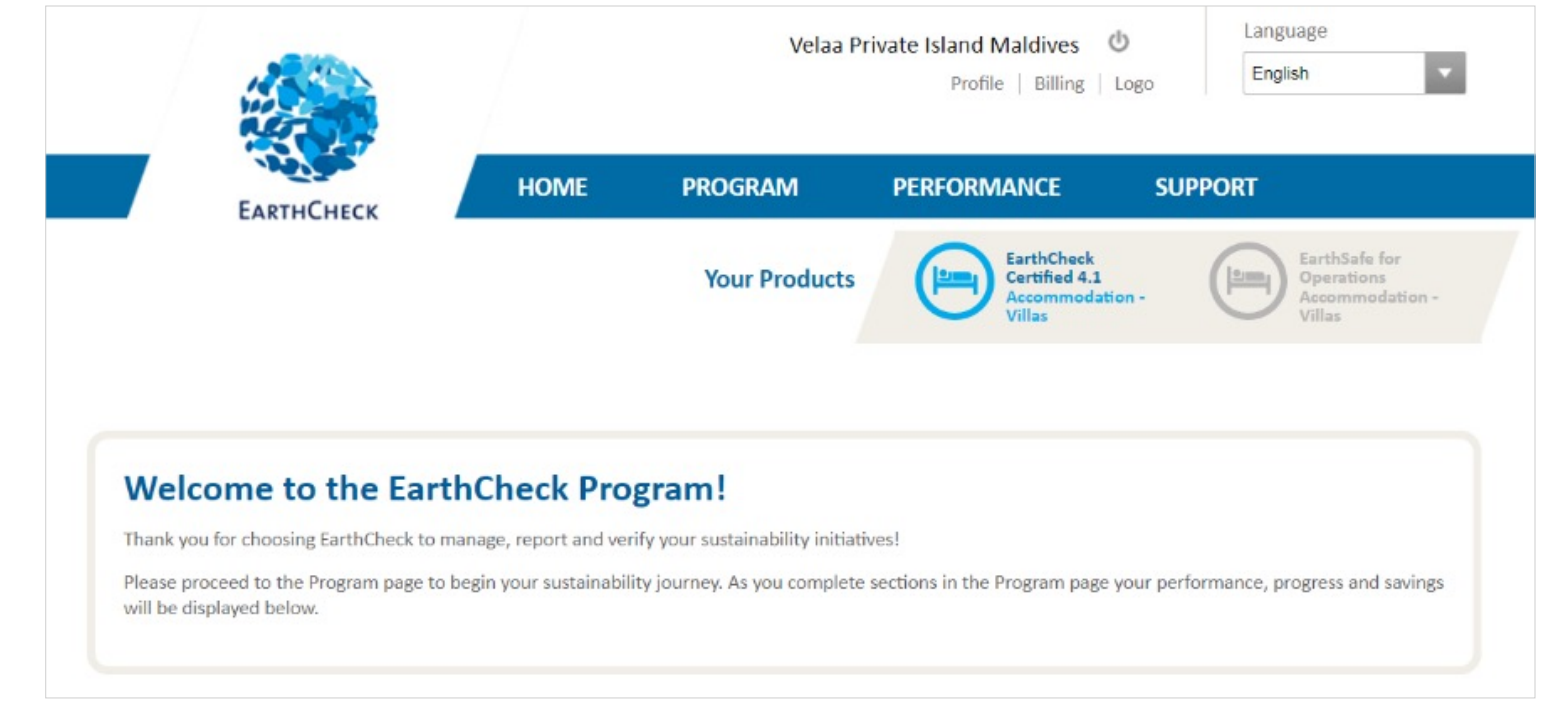 Velaa Private Island Maldives
Profile | Billing | Logo
Language
English
EARTHCHECK
HOME PROGRAM PERFORMANCE SUPPORT
Your Products
EarthCheck
Certified 4.1
Accommodation -
Villas
EarthSafe for
Operations
Accommodation -
Villas
Welcome to the EarthCheck Program!
Thank you for choosing EarthCheck to manage, report and verify your sustainability initiatives!
Please proceed to the Program page to begin your sustainability journey. As you complete sections in the Program page your performance, progress and savings
will be displayed below.